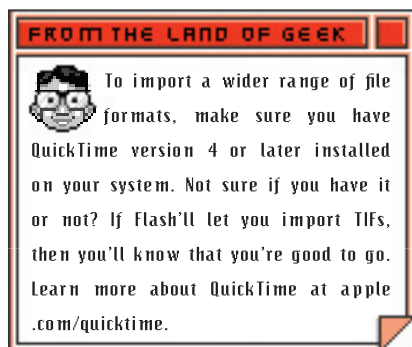 FROM THE LAND OF GEEK
To import a wider range of file
formats, make sure you have
QuickTime version 4 or later installed
on your system. Not sure if you have it
or not? If Flash'll let you import TIFs,
then you'll know that you're good to go.
Learn more about QuickTime at apple
.com/quicktime.